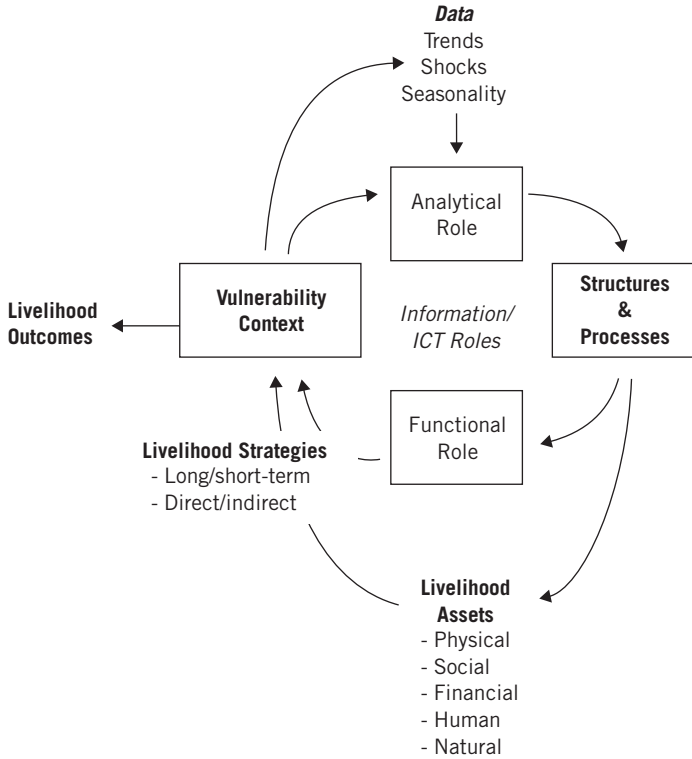 Data
Trends
Shocks
Seasonality
Analytical
Role
Vulnerability
Context
Structures
&
Processes
Livelihood
Outcomes
Information/
ICT Roles
Functional
Role
Livelihood Strategies
- Long/short-term
- Direct/indirect
Livelihood
Assets
- Physical
- Social
- Financial
- Human
- Natural